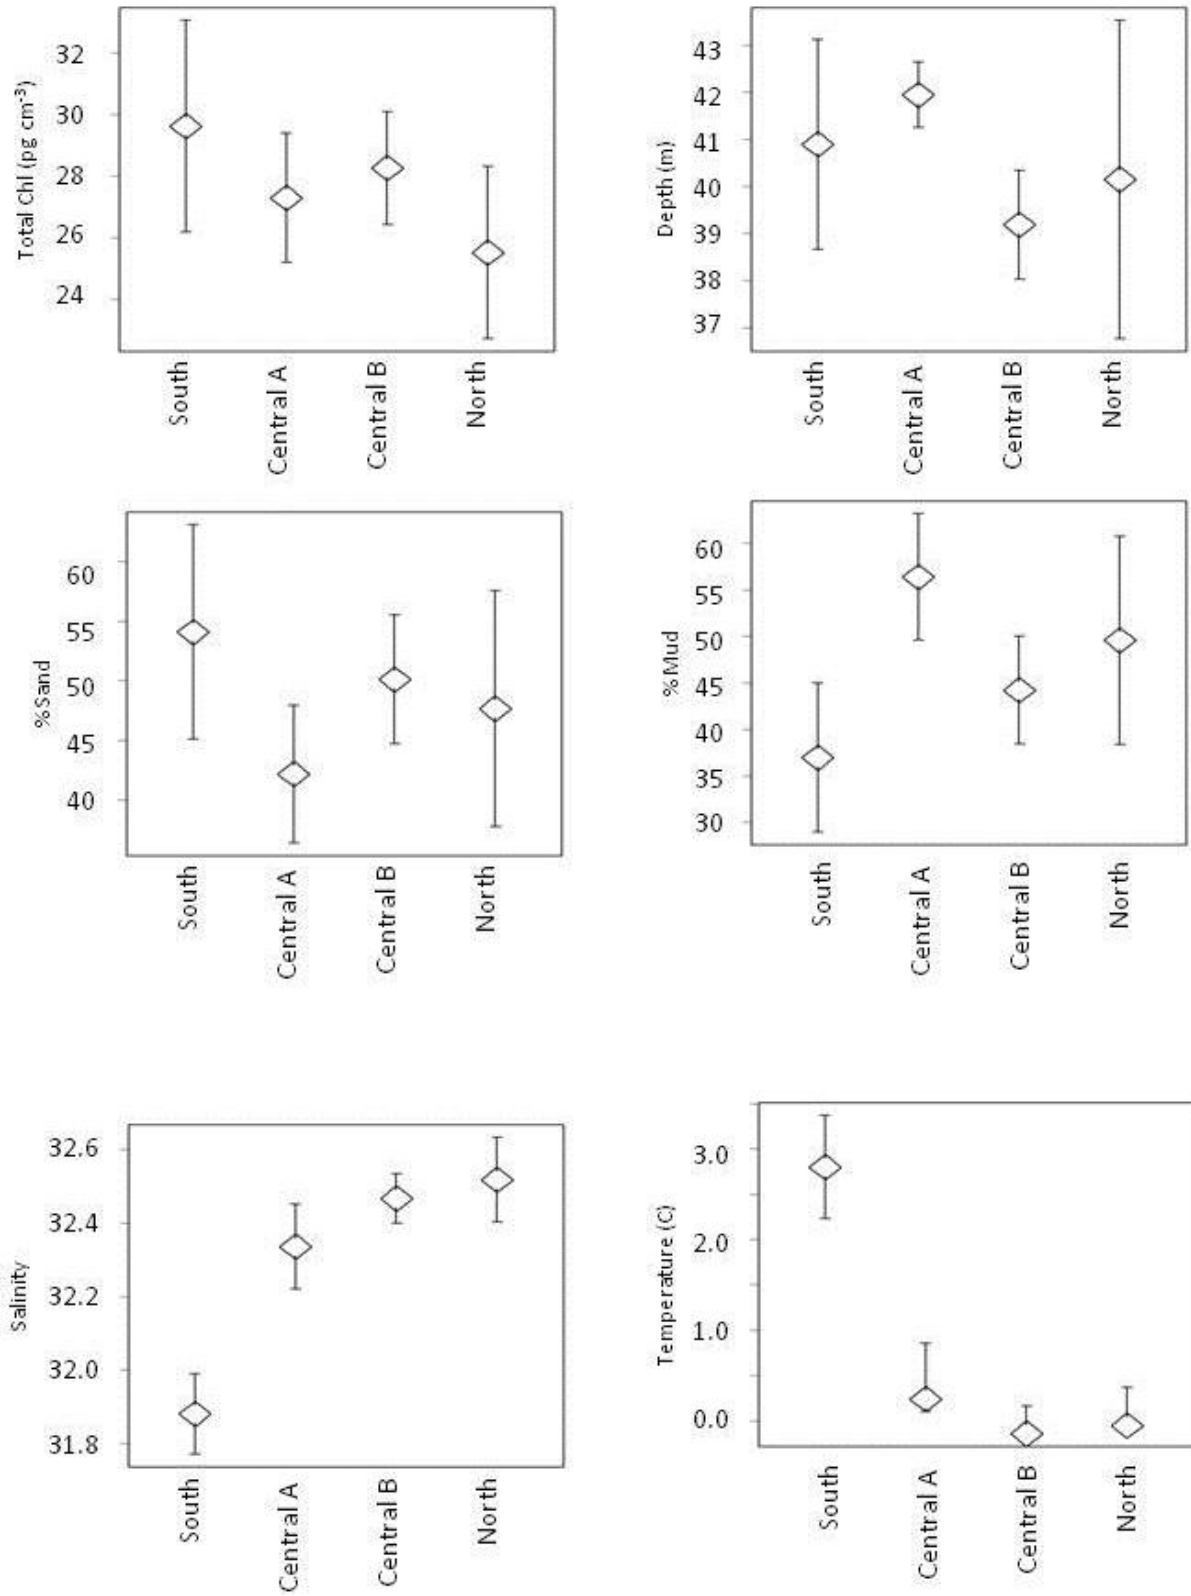 Total Chl (pg cm⁻³)
32
30
28
26
24
South
Central A
Central B
North
Depth (m)
43
42
41
40
39
38
37
South
Central A
Central B
North
%Sand
60
55
50
45
40
South
Central A
Central B
North
%Mud
60
55
50
45
40
35
30
South
Central A
Central B
North
Salinity
32.6
32.4
32.2
32.0
31.8
South
Central A
Central B
North
Temperature (C)
3.0
2.0
1.0
0.0
South
Central A
Central B
North